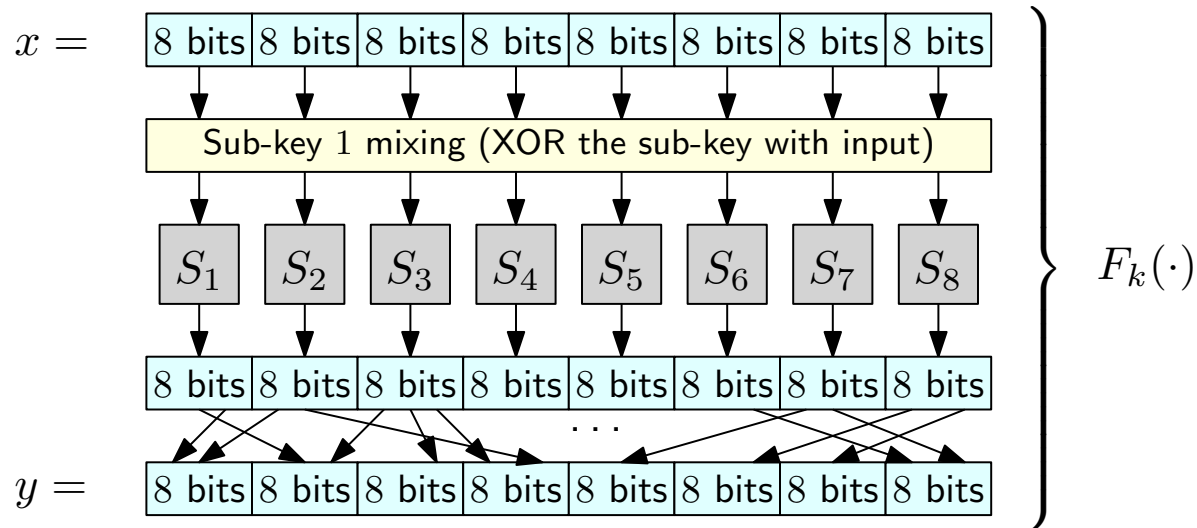 x = 8 bits 8 bits 8 bits 8 bits 8 bits 8 bits 8 bits 8 bits
Sub-key 1 mixing (XOR the sub-key with input)
S₁ S₂ S₃ S₄ S₅ S₆ S₇ S₈
F_k(·)
8 bits 8 bits 8 bits 8 bits 8 bits 8 bits 8 bits 8 bits
...
y = 8 bits 8 bits 8 bits 8 bits 8 bits 8 bits 8 bits 8 bits